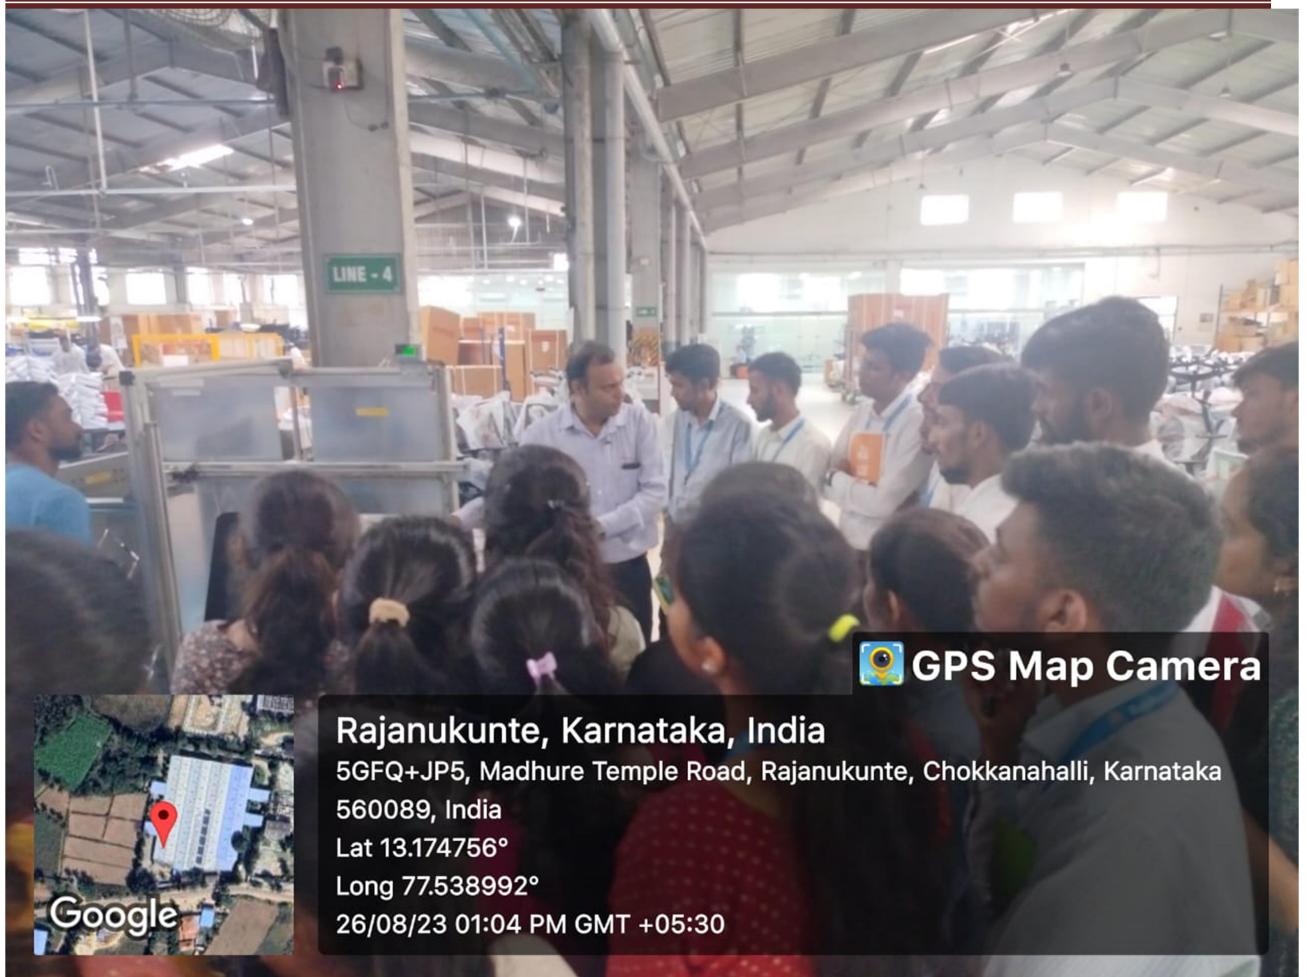 LINE - 4
GPS Map Camera
Rajanukunte, Karnataka, India
5GFQ+JP5, Madhure Temple Road, Rajanukunte, Chokkanahalli, Karnataka
560089, India
Lat 13.174756°
Long 77.538992°
26/08/23 01:04 PM GMT +05:30
Google